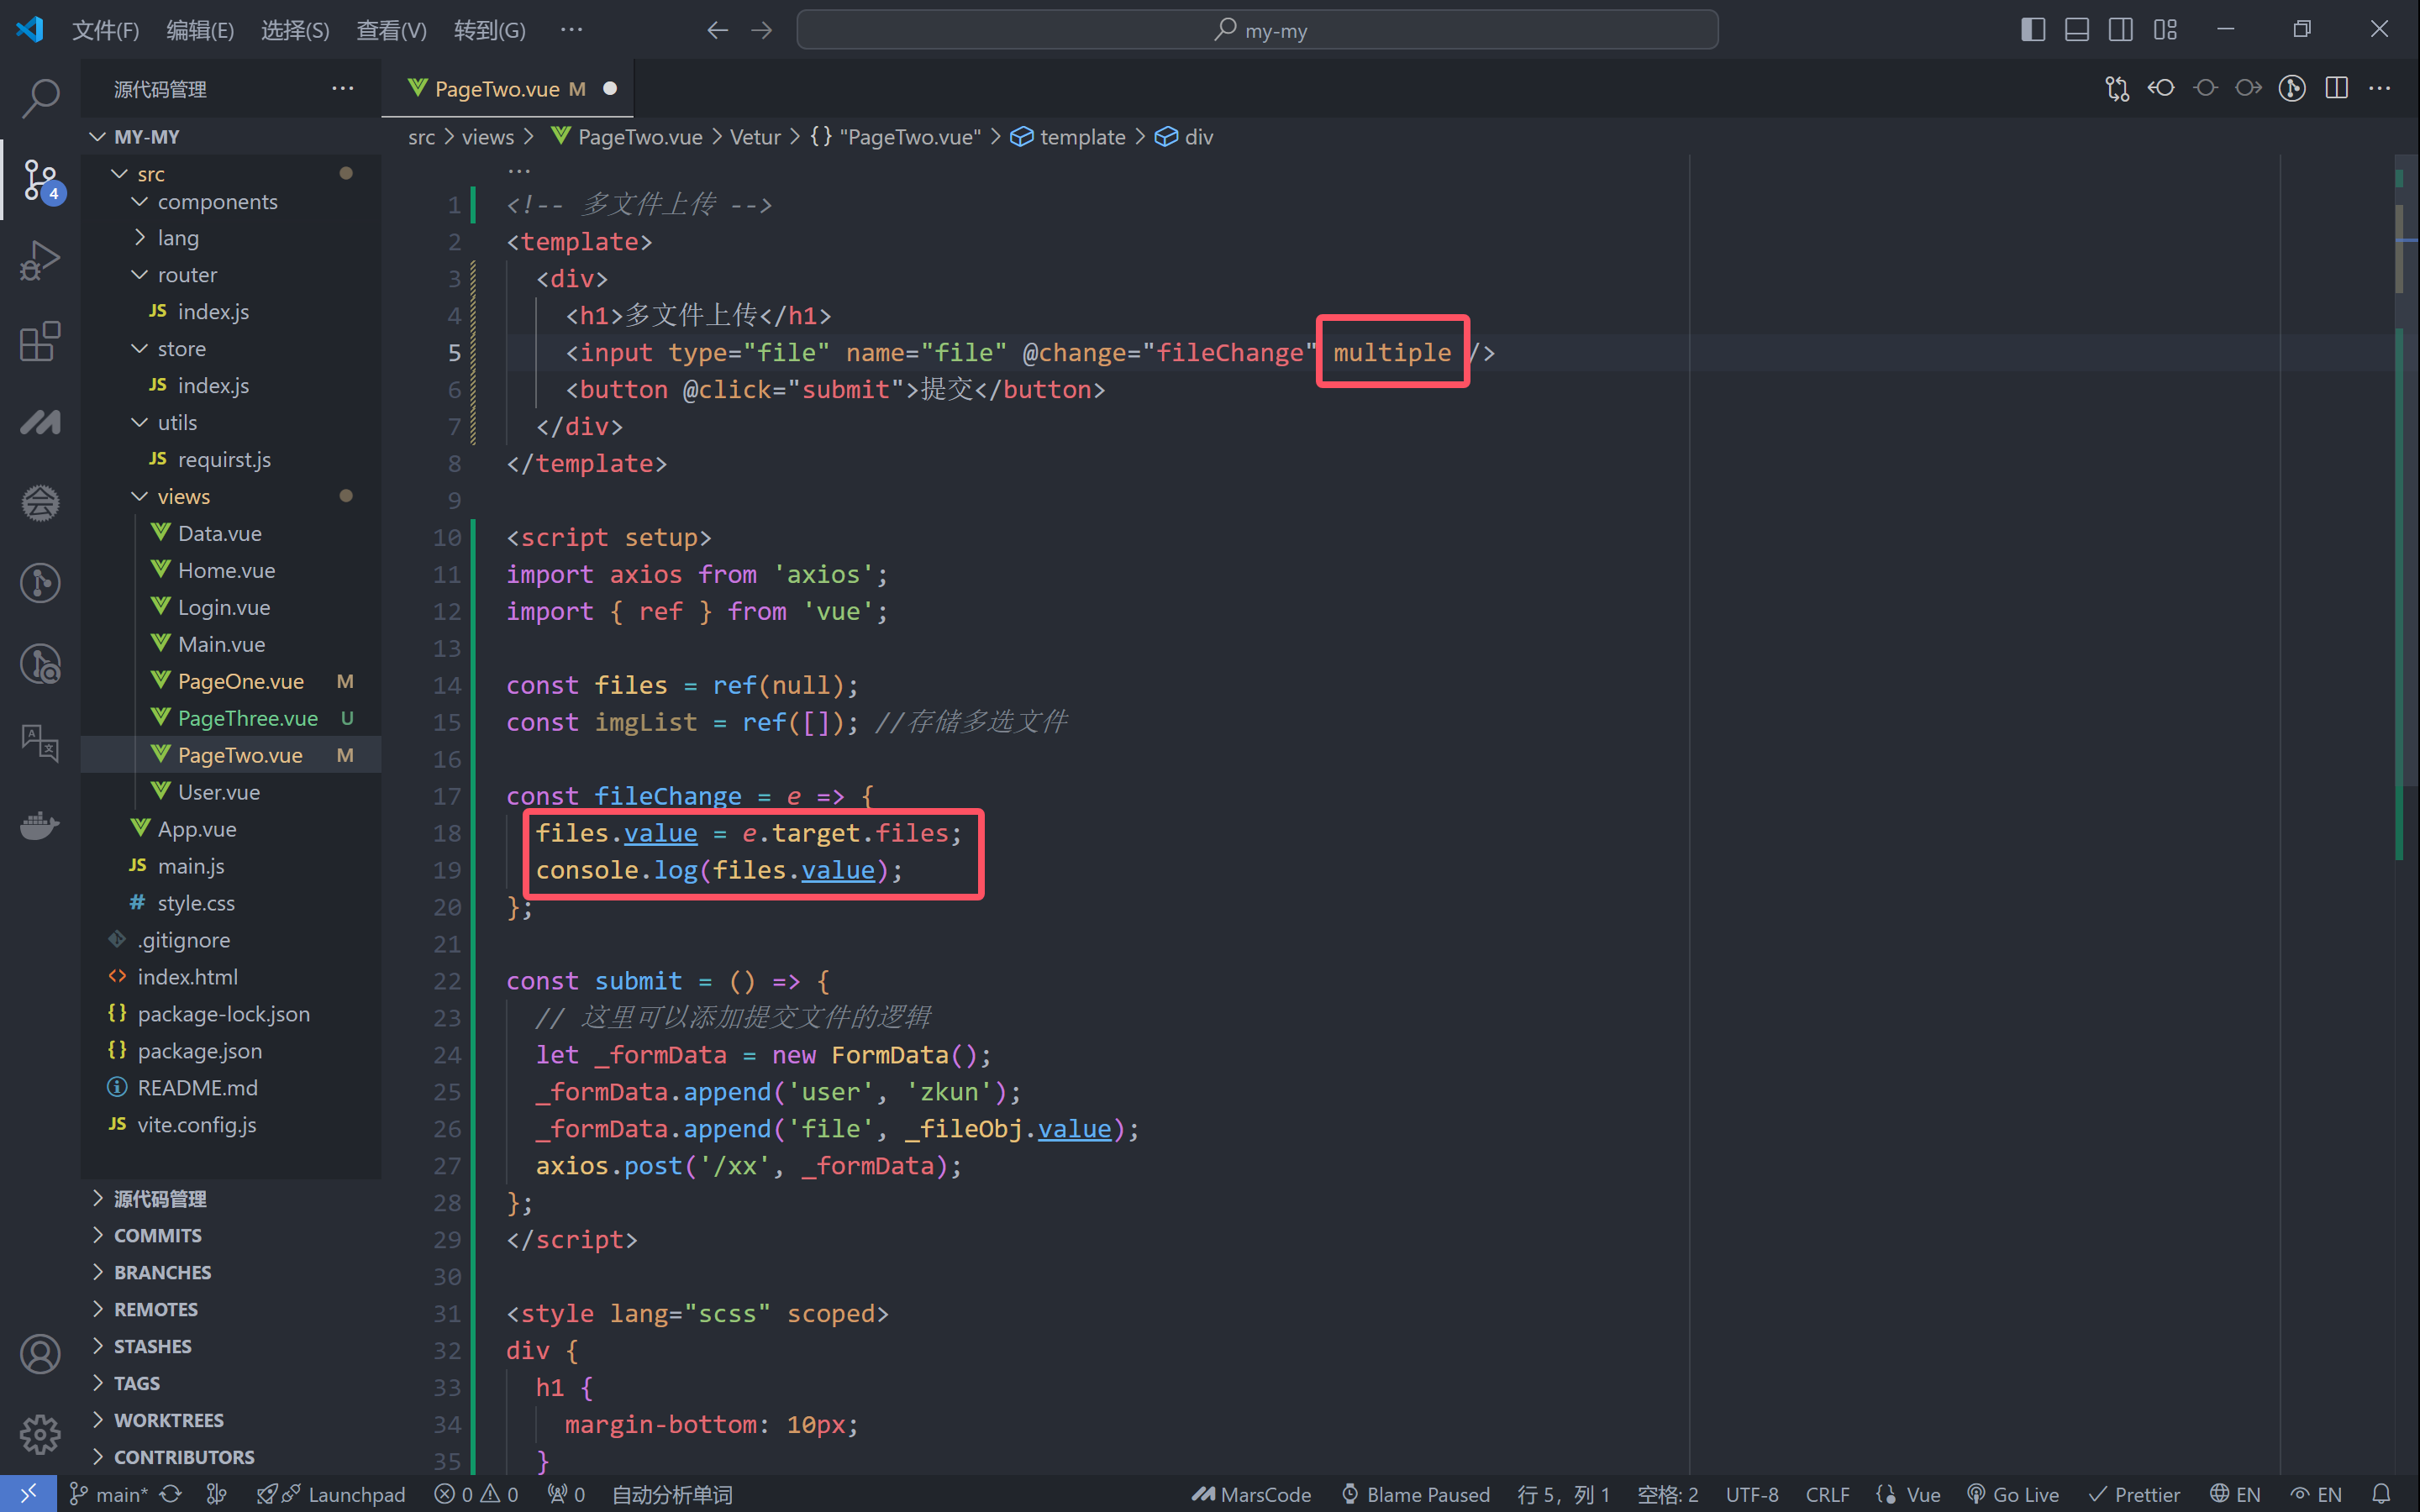 文件(F) 编辑(E) 选择(S) 查看(V) 转到(G) ··· my-my
源代码管理 ···
PageTwo.vue M
MY-MY
src > views > PageTwo.vue > Vetur > {} "PageTwo.vue" > template > div
4
src
components
lang
router
JS index.js
store
JS index.js
utils
JS requirst.js
views
Data.vue
Home.vue
Login.vue
Main.vue
PageOne.vue M
PageThree.vue U
PageTwo.vue M
User.vue
App.vue
JS main.js
# style.css
.gitignore
<> index.html
{} package-lock.json
{} package.json
README.md
JS vite.config.js
源代码管理
COMMITS
BRANCHES
REMOTES
STASHES
TAGS
WORKTREES
CONTRIBUTORS
···
1 <!-- 多文件上传 -->
2 <template>
3 <div>
4 <h1>多文件上传</h1>
5 <input type="file" name="file" @change="fileChange" multiple />
6 <button @click="submit">提交</button>
7 </div>
8 </template>
9
10 <script setup>
11 import axios from 'axios';
12 import { ref } from 'vue';
13
14 const files = ref(null);
15 const imgList = ref([]); //存储多选文件
16
17 const fileChange = e => {
18 files.value = e.target.files;
19 console.log(files.value);
20 };
21
22 const submit = () => {
23 // 这里可以添加提交文件的逻辑
24 let _formData = new FormData();
25 _formData.append('user', 'zkun');
26 _formData.append('file', _fileObj.value);
27 axios.post('/xx', _formData);
28 };
29 </script>
30
31 <style lang="scss" scoped>
32 div {
33 h1 {
34 margin-bottom: 10px;
35 }
main* Launchpad 0 0 0 自动分析单词 MarsCode Blame Paused 行 5，列 1 空格: 2 UTF-8 CRLF Vue Go Live Prettier EN EN